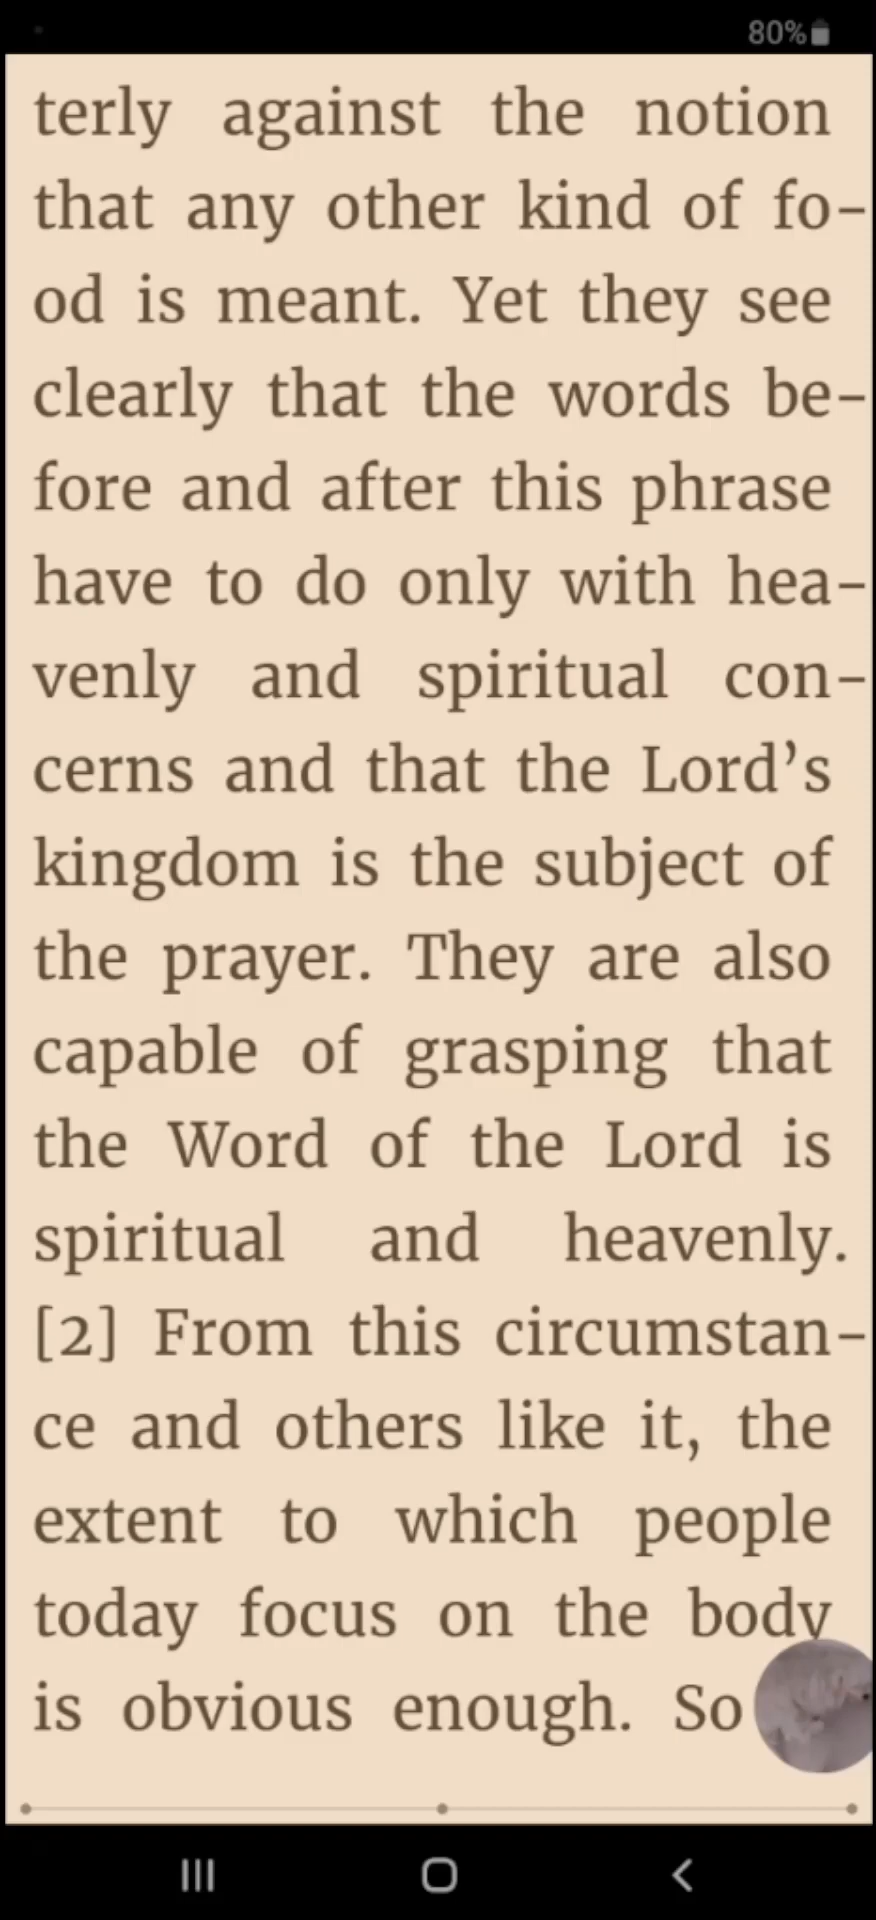 80%
terly against the notion
that any other kind of fo-
od is meant. Yet they see
clearly that the words be-
fore and after this phrase
have to do only with hea-
venly and spiritual con-
cerns and that the Lord’s
kingdom is the subject of
the prayer. They are also
capable of grasping that
the Word of the Lord is
spiritual and heavenly.
[2] From this circumstan-
ce and others like it, the
extent to which people
today focus on the body
is obvious enough. So